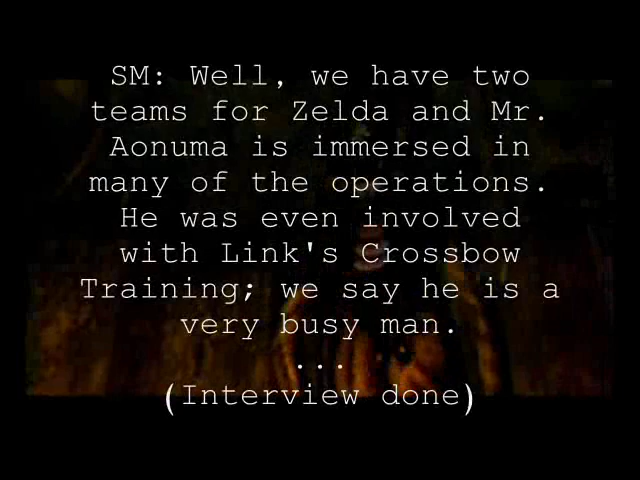 SM: Well, we have two
teams for Zelda and Mr.
Aonuma is immersed in
many of the operations.
He was even involved
with Link's Crossbow
Training; we say he is a
very busy man.
...
(Interview done)